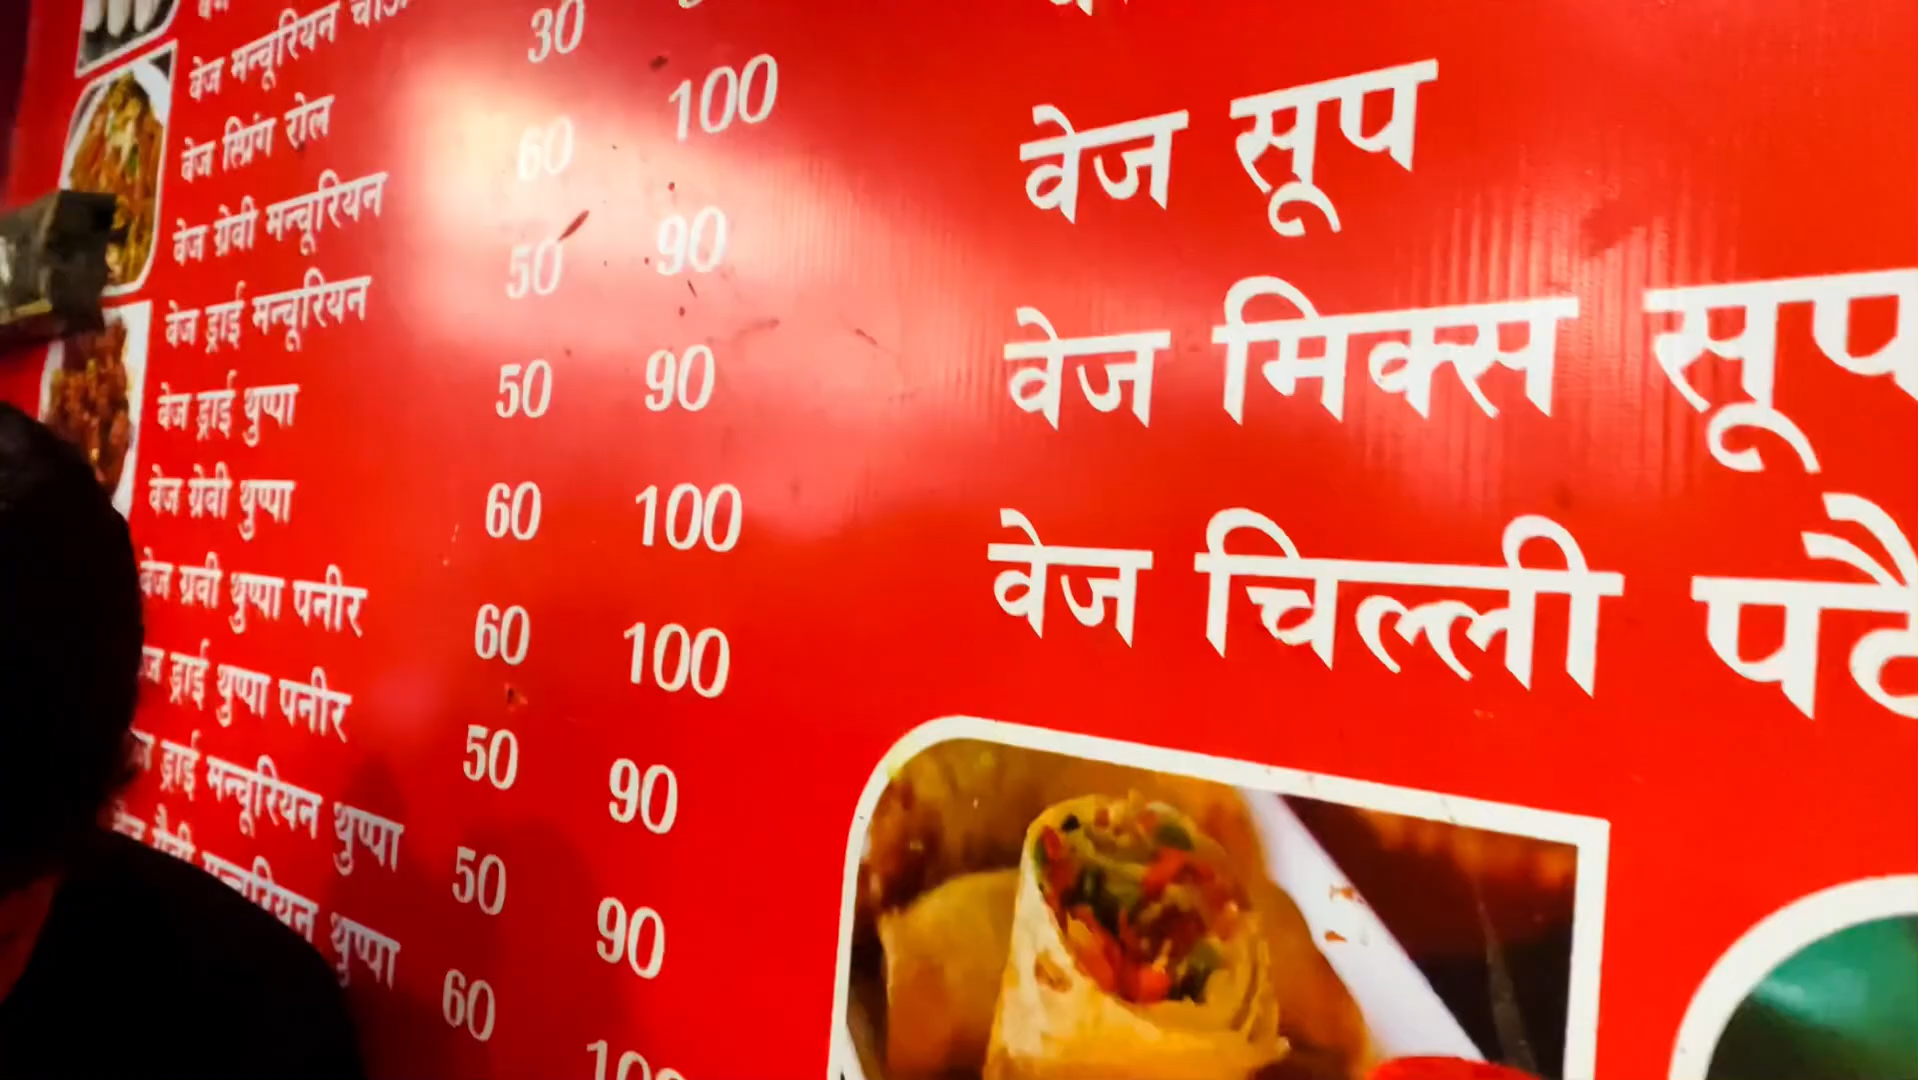 वेज मन्चूरियन
वेज स्प्रिंग रोल 30
वेज ग्रेवी मन्चूरियन 60 100
वेज ड्राई मन्चूरियन 50 90
वेज ड्राई थुप्पा 50 90
वेज ग्रेवी थुप्पा 60 100
वेज ग्रवी थुप्पा पनीर 60 100
ड्राई थुप्पा पनीर 50 90
ड्राई मन्चूरियन थुप्पा 50 90
मन्चूरियन थुप्पा 60 100
वेज सूप
वेज मिक्स सूप
वेज चिल्ली